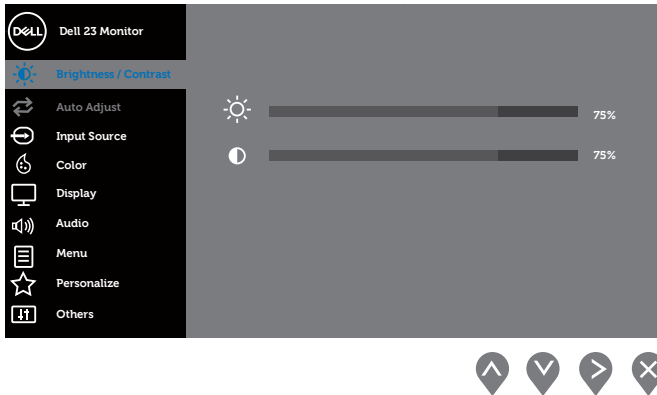 DELL Dell 23 Monitor
Brightness / Contrast
Auto Adjust
75%
Input Source
75%
Color
Display
Audio
Menu
Personalize
Others